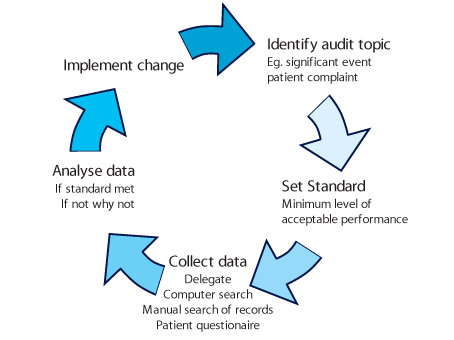 Identify audit topic
Eg. significant event
patient complaint
Set Standard
Minimum level of
acceptable performance
Collect data
Delegate
Computer search
Manual search of records
Patient questionaire
Analyse data
If standard met
If not why not
Implement change